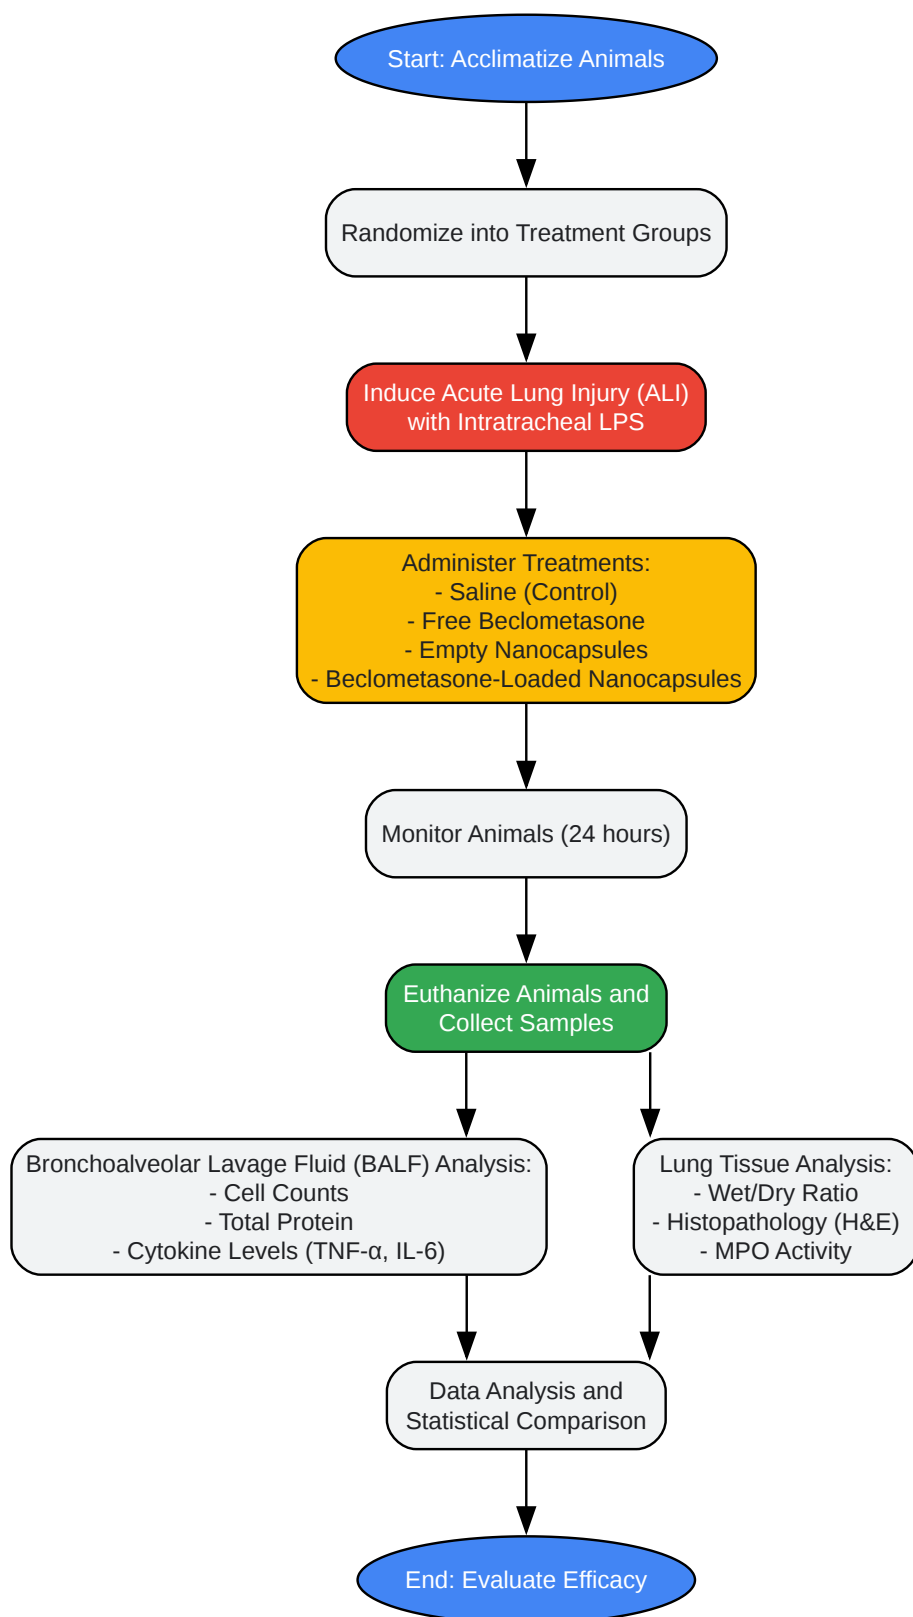 Start: Acclimatize Animals
Randomize into Treatment Groups
Induce Acute Lung Injury (ALI)
with Intratracheal LPS
Administer Treatments:
- Saline (Control)
- Free Beclometasone
- Empty Nanocapsules
- Beclometasone-Loaded Nanocapsules
Monitor Animals (24 hours)
Euthanize Animals and
Collect Samples
Bronchoalveolar Lavage Fluid (BALF) Analysis:
- Cell Counts
- Total Protein
- Cytokine Levels (TNF-α, IL-6)
Lung Tissue Analysis:
- Wet/Dry Ratio
- Histopathology (H&E)
- MPO Activity
Data Analysis and
Statistical Comparison
End: Evaluate Efficacy